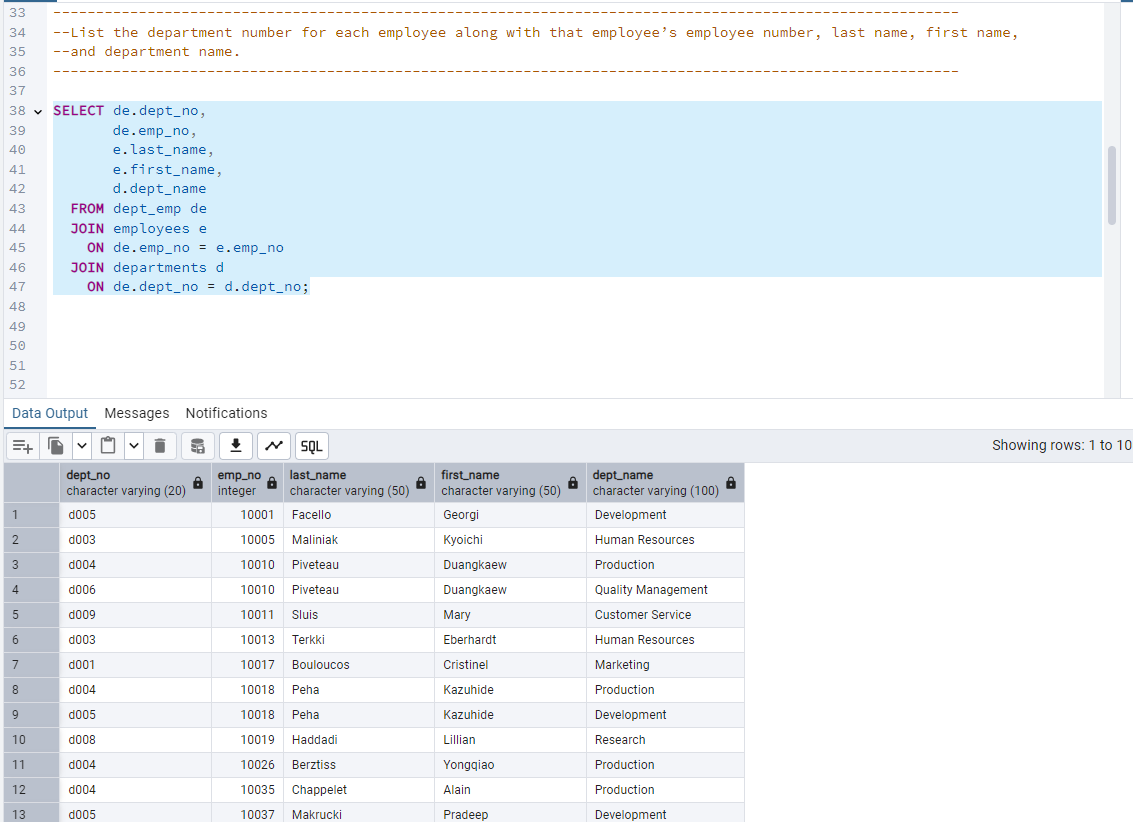 33 ----------------------------------------------------------------------------------------------------------
34 --List the department number for each employee along with that employee’s employee number, last name, first name,
35 --and department name.
36 ----------------------------------------------------------------------------------------------------------
37
38 SELECT de.dept_no,
39 de.emp_no,
40 e.last_name,
41 e.first_name,
42 d.dept_name
43 FROM dept_emp de
44 JOIN employees e
45 ON de.emp_no = e.emp_no
46 JOIN departments d
47 ON de.dept_no = d.dept_no;
48
49
50
51
52
Data Output Messages Notifications
SQL Showing rows: 1 to 10
dept_no emp_no last_name first_name dept_name
character varying (20) integer character varying (50) character varying (50) character varying (100)
1 d005 10001 Facello Georgi Development
2 d003 10005 Maliniak Kyoichi Human Resources
3 d004 10010 Piveteau Duangkaew Production
4 d006 10010 Piveteau Duangkaew Quality Management
5 d009 10011 Sluis Mary Customer Service
6 d003 10013 Terkki Eberhardt Human Resources
7 d001 10017 Bouloucos Cristinel Marketing
8 d004 10018 Peha Kazuhide Production
9 d005 10018 Peha Kazuhide Development
10 d008 10019 Haddadi Lillian Research
11 d004 10026 Berztiss Yongqiao Production
12 d004 10035 Chappelet Alain Production
13 d005 10037 Makrucki Pradeep Development